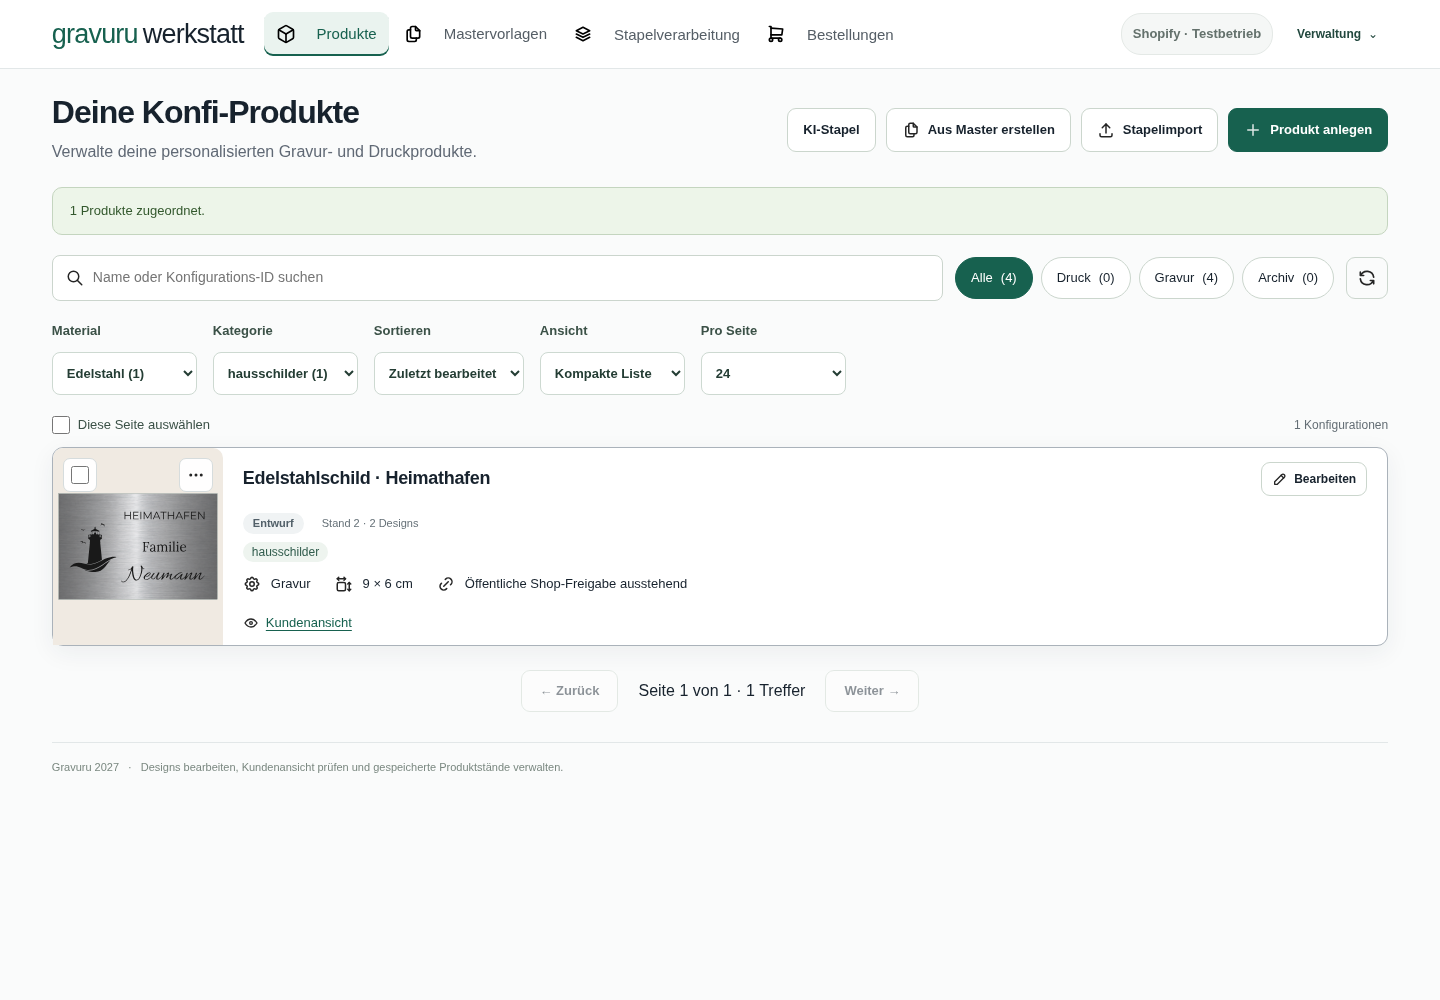 gravuru werkstatt
Produkte
Mastervorlagen
Stapelverarbeitung
Bestellungen
Shopify · Testbetrieb
Verwaltung ⌄
Deine Konfi-Produkte
Verwalte deine personalisierten Gravur- und Druckprodukte.
KI-Stapel
Aus Master erstellen
Stapelimport
Produkt anlegen
1 Produkte zugeordnet.
Name oder Konfigurations-ID suchen
Alle (4)
Druck (0)
Gravur (4)
Archiv (0)
Material
Kategorie
Sortieren
Ansicht
Pro Seite
Edelstahl (1)
hausschilder (1)
Zuletzt bearbeitet
Kompakte Liste
24
Diese Seite auswählen
1 Konfigurationen
HEIMATHAFEN
Familie
Neumann
Edelstahlschild · Heimathafen
Bearbeiten
Entwurf
Stand 2 · 2 Designs
hausschilder
Gravur
9 × 6 cm
Öffentliche Shop-Freigabe ausstehend
Kundenansicht
← Zurück
Seite 1 von 1 · 1 Treffer
Weiter →
Gravuru 2027 · Designs bearbeiten, Kundenansicht prüfen und gespeicherte Produktstände verwalten.